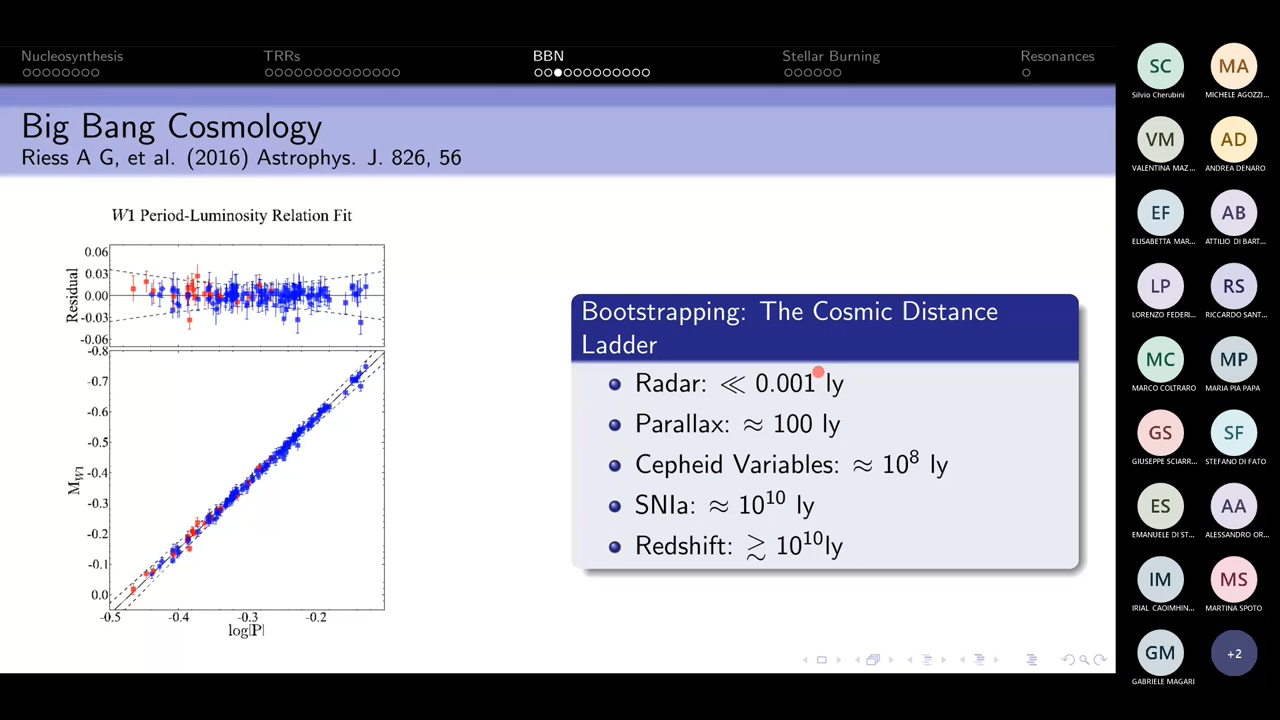 Nucleosynthesis TRRs BBN Stellar Burning Resonances
Big Bang Cosmology
Riess A G, et al. (2016) Astrophys. J. 826, 56
W1 Period-Luminosity Relation Fit
Residual
0.06
0.03
0.00
-0.03
-0.06
M_W1
-0.8
-0.7
-0.6
-0.5
-0.4
-0.3
-0.2
-0.1
0.0
-0.5 -0.4 -0.3 -0.2
log|P|
Bootstrapping: The Cosmic Distance
Ladder
Radar: ≪ 0.001 ly
Parallax: ≈ 100 ly
Cepheid Variables: ≈ 10⁸ ly
SNIa: ≈ 10¹⁰ ly
Redshift: ≳ 10¹⁰ly
SC MA
Silvio Cherubini MICHELE AGOZZI...
VM AD
VALENTINA MAZ... ANDREA DENARO
EF AB
ELISABETTA MAR... ATTILIO DI BART...
LP RS
LORENZO FEDERI... RICCARDO SANT...
MC MP
MARCO COLTRARO MARIA PIA PAPA
GS SF
GIUSEPPE SCIARR... STEFANO DI FATO
ES AA
EMANUELE DI ST... ALESSANDRO OR...
IM MS
IRIAL CAOIMHIN... MARTINA SPOTO
GM +2
GABRIELE MAGARI